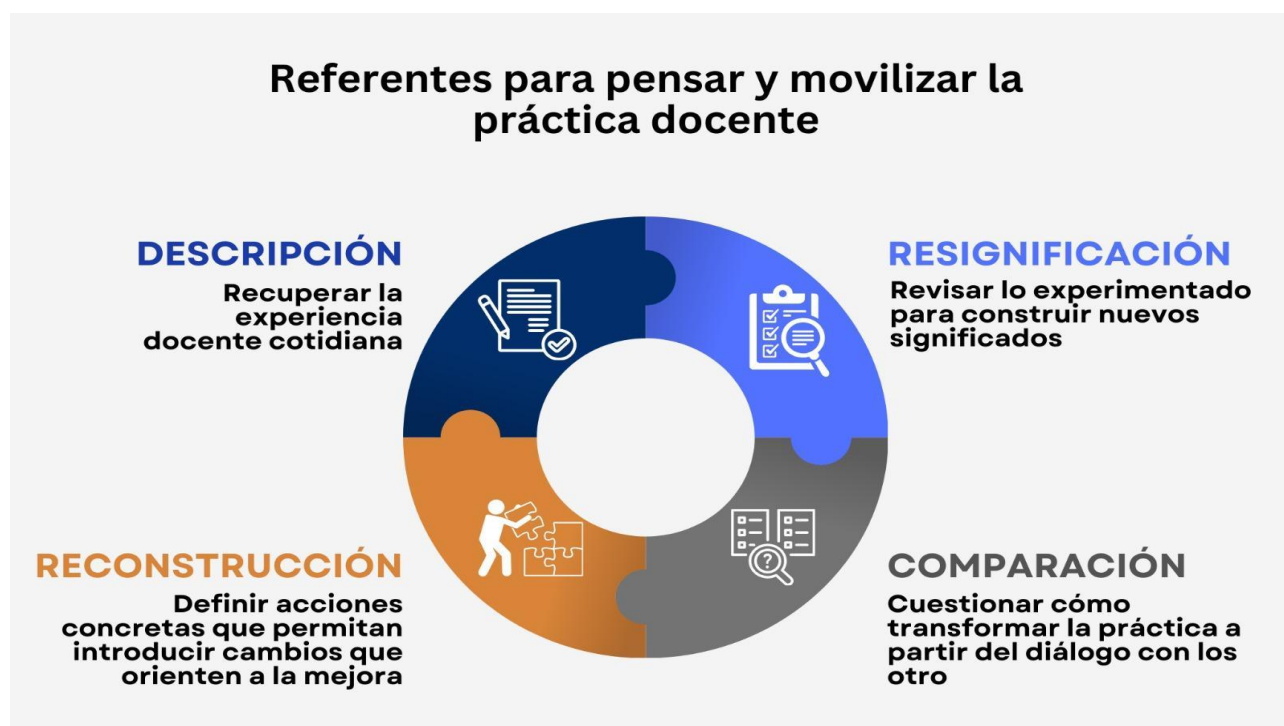 Referentes para pensar y movilizar la
práctica docente
DESCRIPCIÓN
Recuperar la
experiencia
docente cotidiana
RESIGNIFICACIÓN
Revisar lo experimentado
para construir nuevos
significados
RECONSTRUCCIÓN
Definir acciones
concretas que permitan
introducir cambios que
orienten a la mejora
COMPARACIÓN
Cuestionar cómo
transformar la práctica a
partir del diálogo con los
otro
?